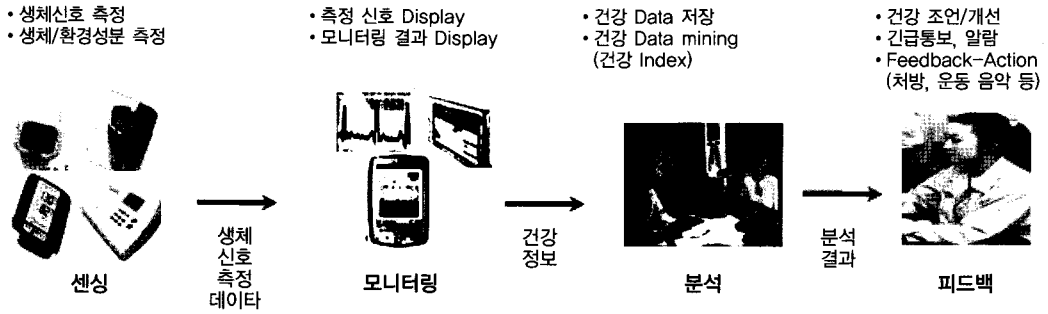 • 생체신호 측정
• 생체/환경성분 측정
• 측정 신호 Display
• 모니터링 결과 Display
• 건강 Data 저장
• 건강 Data mining
(건강 Index)
• 건강 조언/개선
• 긴급통보, 알람
• Feedback-Action
(처방, 운동 음악 등)
생체
신호
측정
데이타
건강
정보
분석
결과
센싱
모니터링
분석
피드백